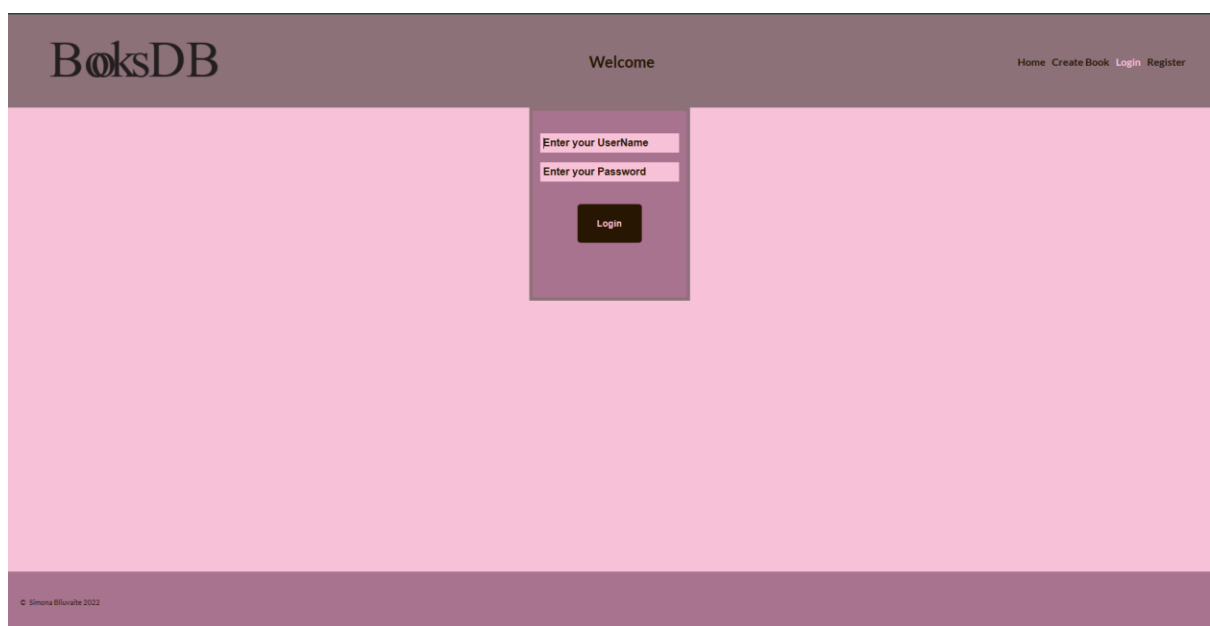 BooksDB
Welcome
Home Create Book Login Register
Enter your UserName
Enter your Password
Login
© Simona Bliuvaite 2022